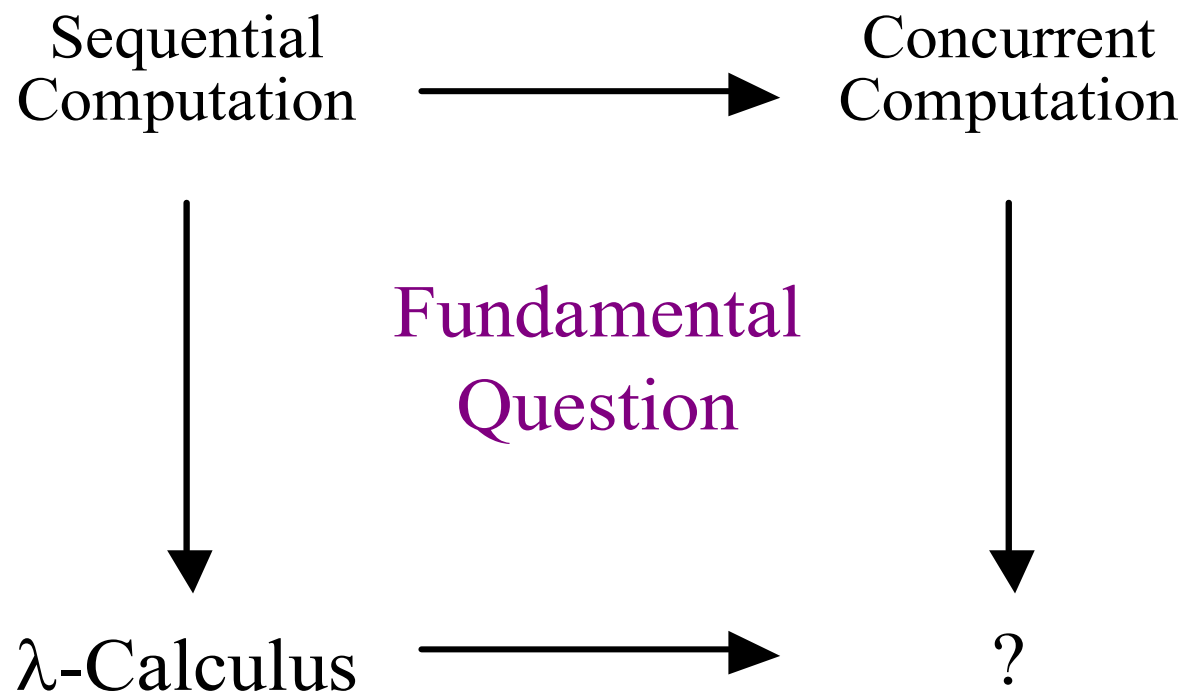 Sequential
Computation
Concurrent
Computation
Fundamental
Question
λ-Calculus
?